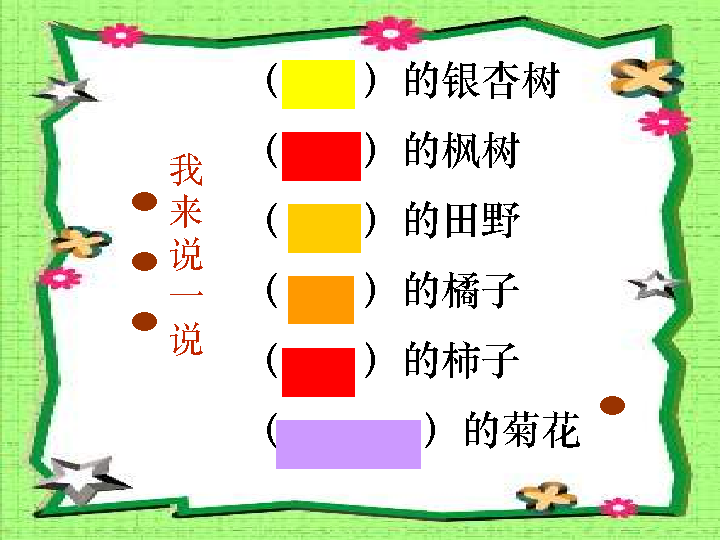 我来说一说
（ ）的银杏树
（ ）的枫树
（ ）的田野
（ ）的橘子
（ ）的柿子
（ ）的菊花